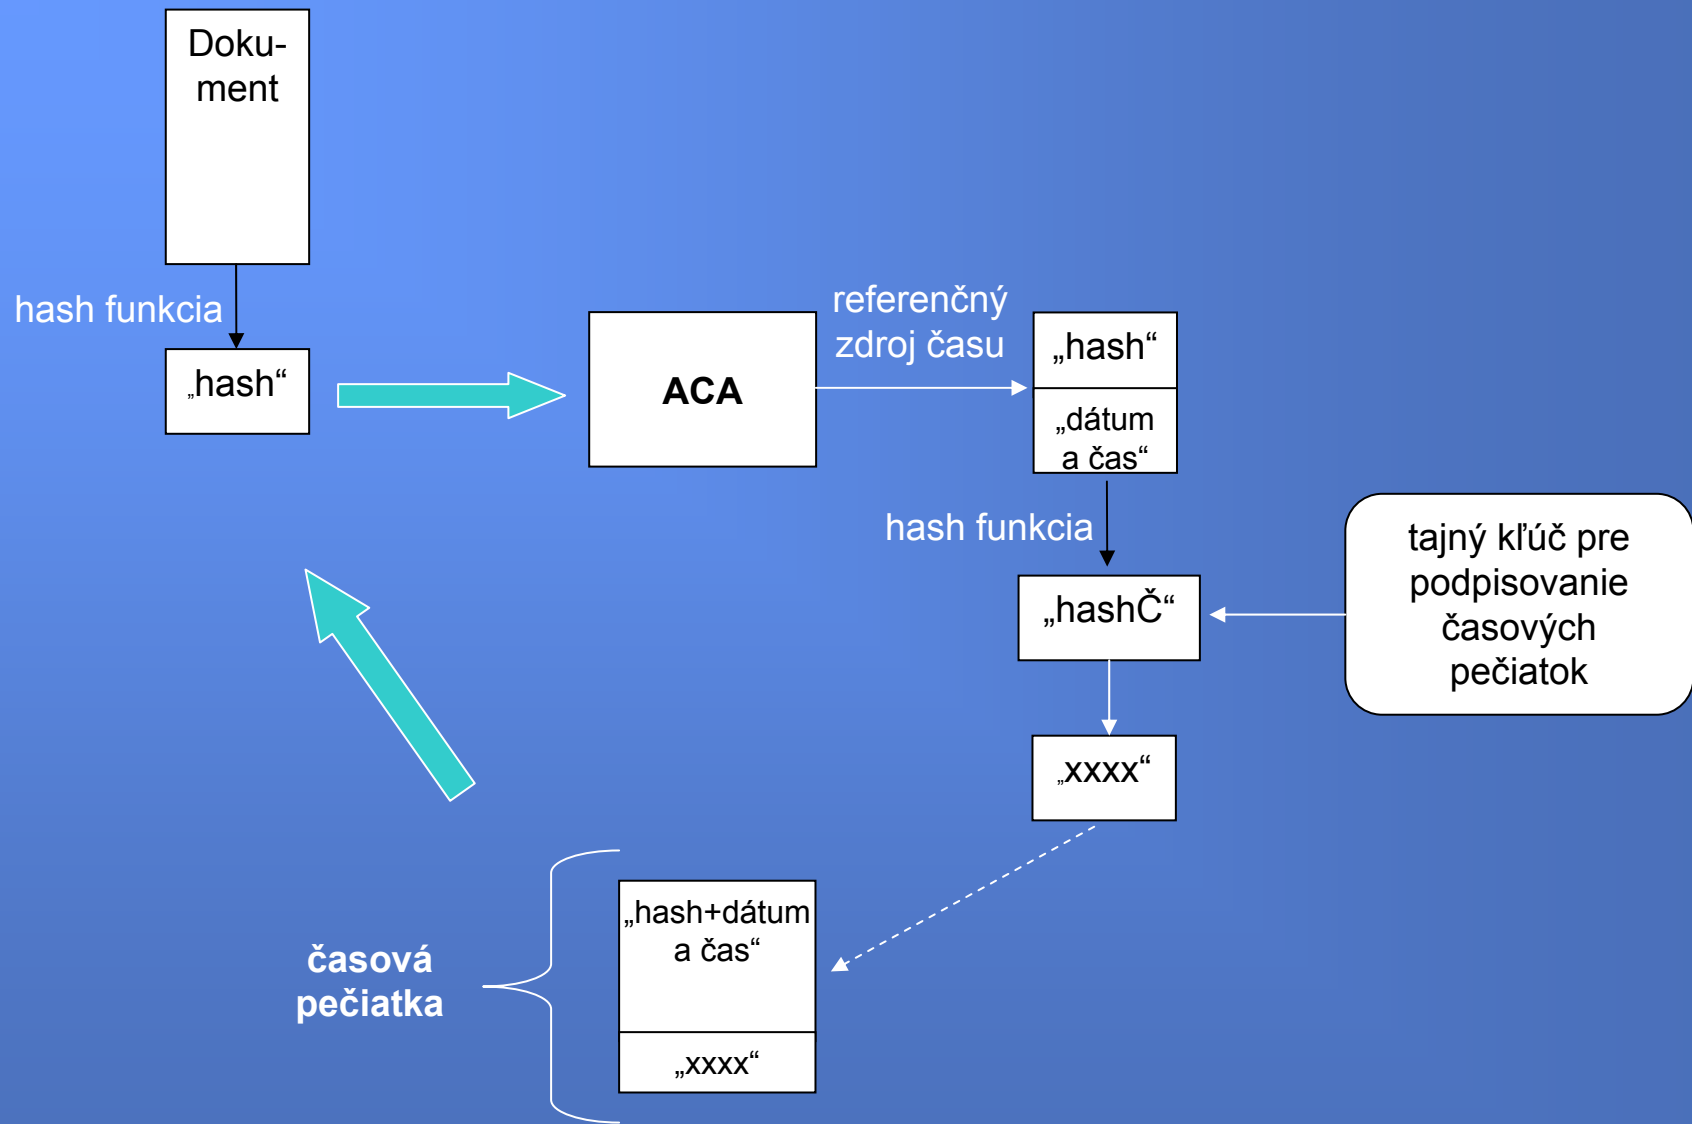 Doku-
ment
hash funkcia
„hash“
ACA
referenčný
zdroj času
„hash“
„dátum
a čas“
hash funkcia
„hashČ“
tajný kľúč pre
podpisovanie
časových
pečiatok
„xxxx“
časová
pečiatka
„hash+dátum
a čas“
„xxxx“